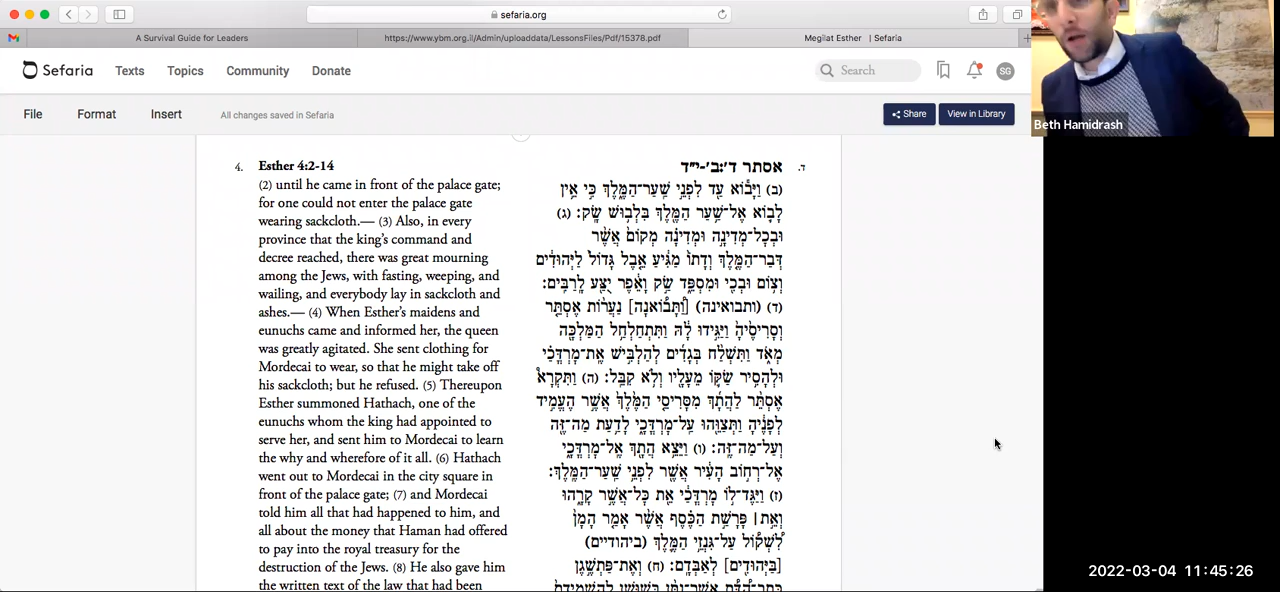 sefaria.org
A Survival Guide for Leaders
https://www.ybm.org.il/Admin/uploaddata/LessonsFiles/Pdf/15378.pdf
Megilat Esther | Sefaria
Sefaria
Texts
Topics
Community
Donate
Search
SG
Beth Hamidrash
File
Format
Insert
All changes saved in Sefaria
Share
View in Library
4.
Esther 4:2-14
(2) until he came in front of the palace gate;
for one could not enter the palace gate
wearing sackcloth.— (3) Also, in every
province that the king's command and
decree reached, there was great mourning
among the Jews, with fasting, weeping, and
wailing, and everybody lay in sackcloth and
ashes.— (4) When Esther's maidens and
eunuchs came and informed her, the queen
was greatly agitated. She sent clothing for
Mordecai to wear, so that he might take off
his sackcloth; but he refused. (5) Thereupon
Esther summoned Hathach, one of the
eunuchs whom the king had appointed to
serve her, and sent him to Mordecai to learn
the why and wherefore of it all. (6) Hathach
went out to Mordecai in the city square in
front of the palace gate; (7) and Mordecai
told him all that had happened to him, and
all about the money that Haman had offered
to pay into the royal treasury for the
destruction of the Jews. (8) He also gave him
the written text of the law that had been
ד.
אסתר ד׳:ב׳-י״ד
(ב) וַיָּב֕וֹא עַ֖ד לִפְנֵ֣י שַֽׁעַר־הַמֶּ֑לֶךְ כִּ֣י אֵ֥ין
לָב֛וֹא אֶל־שַׁ֥עַר הַמֶּ֖לֶךְ בִּלְב֥וּשׁ שָֽׂק׃ (ג)
וּבְכׇל־מְדִינָ֣ה וּמְדִינָ֗ה מְקוֹם֙ אֲשֶׁ֨ר
דְּבַר־הַמֶּ֤לֶךְ וְדָתוֹ֙ מַגִּ֔יעַ אֵ֤בֶל גָּדוֹל֙ לַיְּהוּדִ֔ים
וְצ֥וֹם וּבְכִ֖י וּמִסְפֵּ֑ד שַׂ֣ק וָאֵ֔פֶר יֻצַּ֖ע לָֽרַבִּֽים׃
(ד) (ותבואינה) [וַ֠תָּב֠וֹאנָה] נַעֲר֨וֹת אֶסְתֵּ֤ר
וְסָרִיסֶ֙יהָ֙ וַיַּגִּ֣ידוּ לָ֔הּ וַתִּתְחַלְחַ֥ל הַמַּלְכָּ֖ה
מְאֹ֑ד וַתִּשְׁלַ֨ח בְּגָדִ֜ים לְהַלְבִּ֣ישׁ אֶֽת־מׇרְדֳּכַ֗י
וּלְהָסִ֥יר שַׂקּ֛וֹ מֵעָלָ֖יו וְלֹ֥א קִבֵּֽל׃ (ה) וַתִּקְרָא֩
אֶסְתֵּ֨ר לַהֲתָ֜ךְ מִסָּרִיסֵ֤י הַמֶּ֙לֶךְ֙ אֲשֶׁ֣ר הֶעֱמִ֣יד
לְפָנֶ֔יהָ וַתְּצַוֵּ֖הוּ עַֽל־מׇרְדֳּכָ֑י לָדַ֥עַת מַה־זֶּ֖ה
וְעַל־מַה־זֶּֽה׃ (ו) וַיֵּצֵ֥א הֲתָ֖ךְ אֶֽל־מׇרְדֳּכָ֑י
אֶל־רְח֣וֹב הָעִ֔יר אֲשֶׁ֖ר לִפְנֵ֥י שַֽׁעַר־הַמֶּֽלֶךְ׃
(ז) וַיַּגֶּד־ל֣וֹ מׇרְדֳּכַ֔י אֵ֖ת כׇּל־אֲשֶׁ֣ר קָרָ֑הוּ
וְאֵ֣ת ׀ פָּרָשַׁ֣ת הַכֶּ֗סֶף אֲשֶׁ֨ר אָמַ֤ר הָמָן֙
לִ֠שְׁק֠וֹל עַל־גִּנְזֵ֥י הַמֶּ֛לֶךְ (ביהודיים)
[בַּיְּהוּדִ֖ים] לְאַבְּדָֽם׃ (ח) וְאֶת־פַּתְשֶׁ֣גֶן
כְּתָֽב־הַ֠דָּ֠ת אֲשֶׁר־נִתַּ֨ן בְּשׁוּשָׁ֤ן לְהַשְׁמִידָם֙
2022-03-04 11:45:26